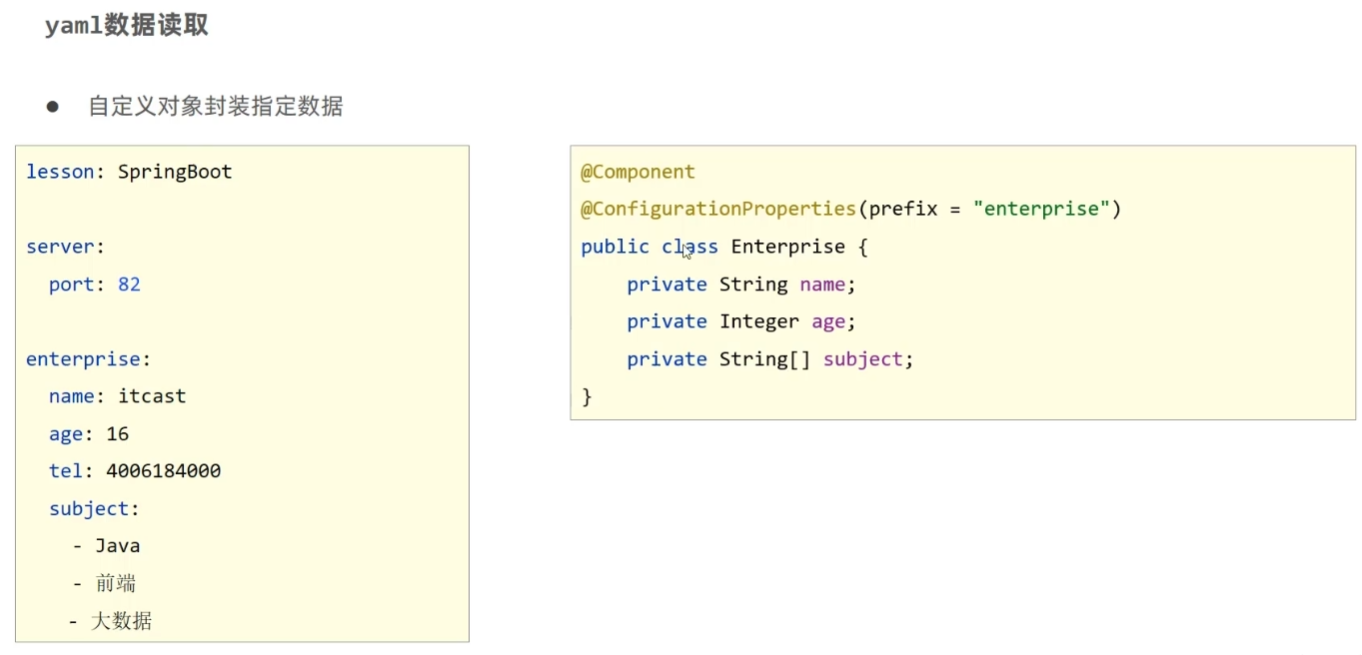 yaml数据读取
● 自定义对象封装指定数据
lesson: SpringBoot
server:
  port: 82
enterprise:
  name: itcast
  age: 16
  tel: 4006184000
  subject:
    - Java
    - 前端
    - 大数据
@Component
@ConfigurationProperties(prefix = "enterprise")
public class Enterprise {
    private String name;
    private Integer age;
    private String[] subject;
}